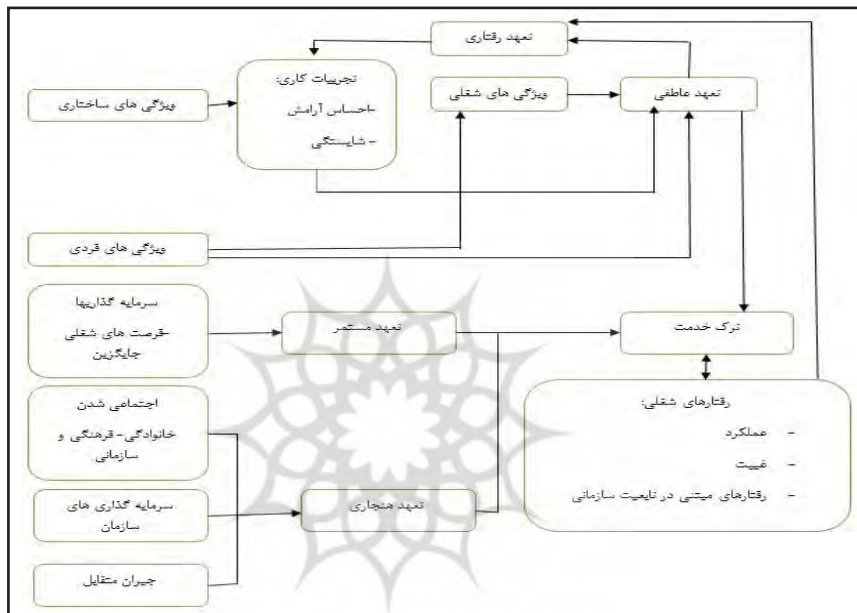 تعهد رفتاری
تجربیات کاری:
-احساس آرامش
- شایستگی
ویژگی های شغلی
تعهد عاطفی
ویژگی های ساختاری
ویژگی های فردی
سرمایه گذاریها
-فرصت های شغلی
جایگزین
تعهد مستمر
ترک خدمت
اجتماعی شدن
خانوادگی- فرهنگی و
سازمانی
رفتارهای شغلی:
- عملکرد
- غیبت
- رفتارهای مبتنی در تابعیت سازمانی
سرمایه گذاری های
سازمان
تعهد هنجاری
جبران متقابل